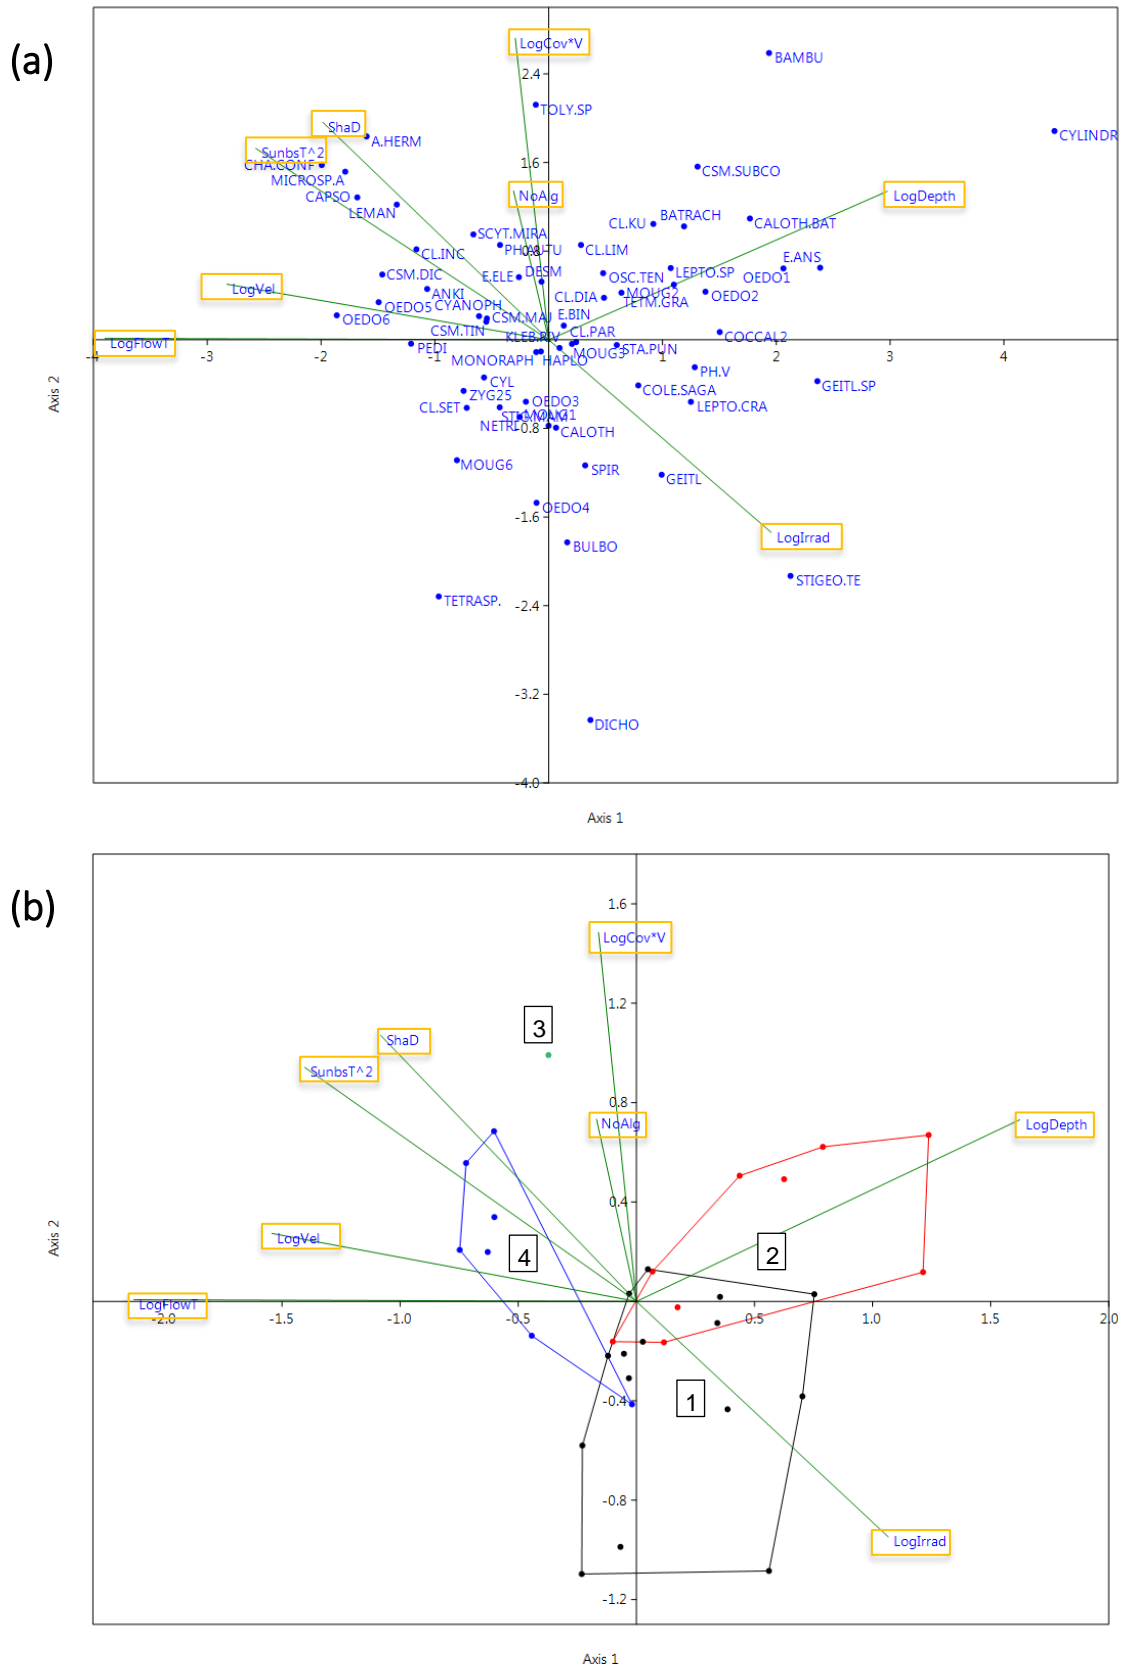 (a)
LogCov*V
BAMBU
2.4
TOLY.SP
CYLINDR
ShaD
A.HERM
SunbsT^2
1.6
CHA.CONF
CSM.SUBCO
MICROSP.A
NoAlg
LogDepth
CAPSO
LEMAN
BATRACH
CL.KU
CALOTH.BAT
SCYT.MIRA
PH.AUTU
0.8
CL.LIM
CL.INC
E.ANS
CSM.DIC
E.ELE
DESM
OSC.TEN
LEPTO.SP
OEDO1
LogVel
ANKI
CL.DIA
MOUG2
OEDO2
OEDO5
CYANOPH
TETM.GRA
OEDO6
CSM.MAJ
E.BIN
CSM.TIN
KLEB.RIV
CL.PAR
COCCAL2
LogFlowT
PEDI
MOUG3
STA.PUN
-4
-3
-2
-1
1
2
3
4
MONORAPH
HAPLO
PH.V
CYL
COLE.SAGA
GEITL.SP
ZYG25
OEDO3
LEPTO.CRA
CL.SET
MOUG1
NETRI
-0.8
CALOTH
MOUG6
SPIR
GEITL
OEDO4
-1.6
LogIrrad
BULBO
STIGEO.TE
TETRASP.
-2.4
-3.2
DICHO
-4.0
Axis 2
Axis 1
(b)
1.6
LogCov*V
1.2
3
ShaD
SunbsT^2
0.8
NoAlg
LogDepth
0.4
LogVel
4
2
LogFlowT
-2.0
-1.5
-1.0
-0.5
0.5
1.0
1.5
2.0
-0.4
1
-0.8
LogIrrad
-1.2
Axis 2
Axis 1